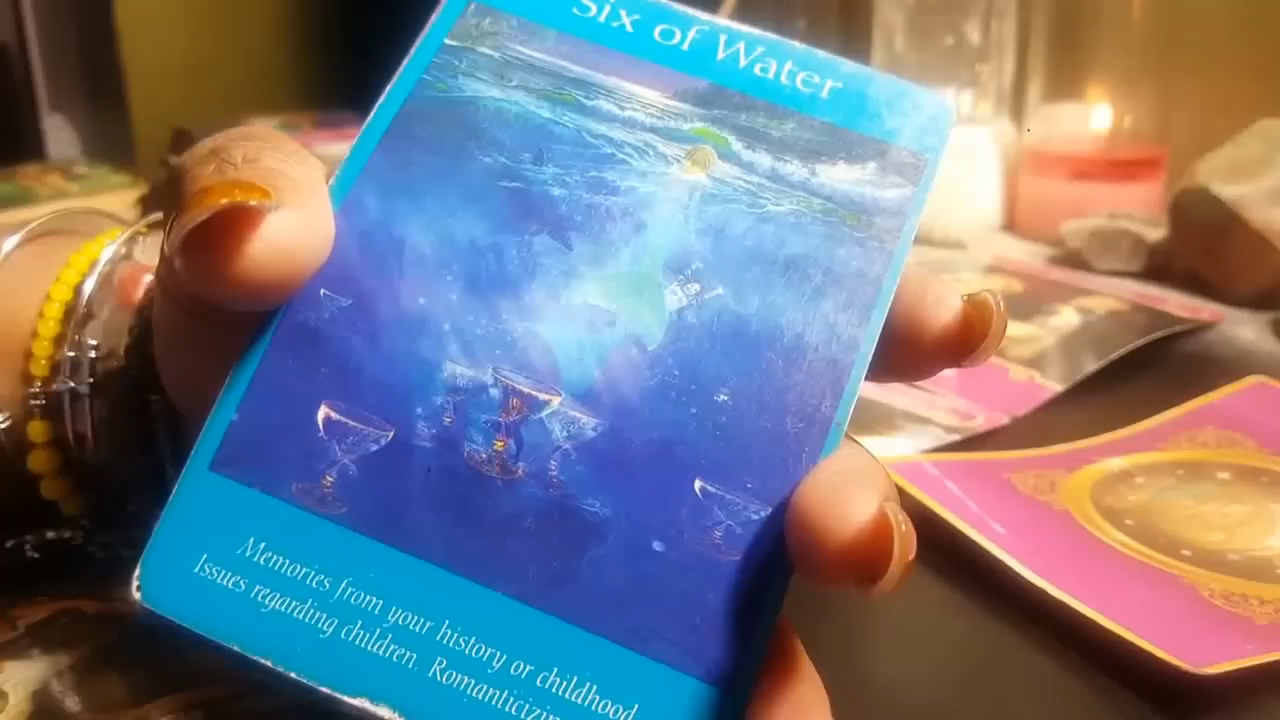 Six of Water
Memories from your history or childhood
Issues regarding children.